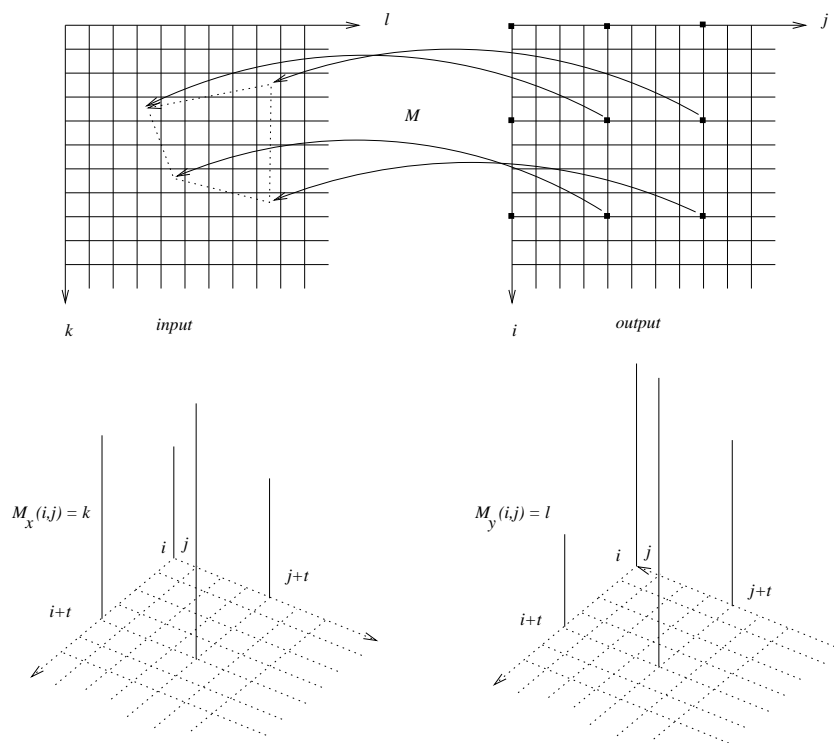 l
j
M
k
input
i
output
M_x(i,j) = k
i j
i+t
j+t
M_y(i,j) = l
i j
i+t
j+t